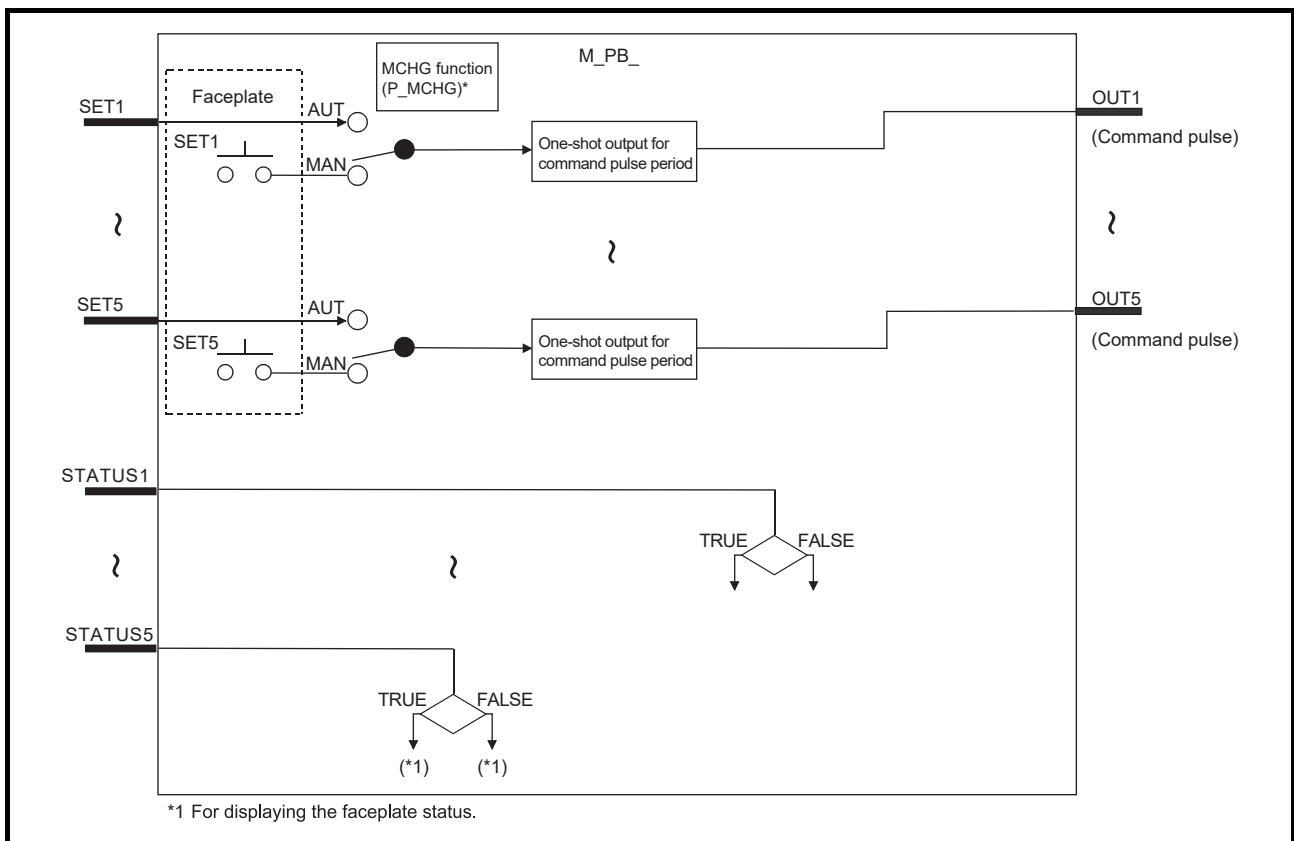 M_PB_
MCHG function
(P_MCHG)*
Faceplate
SET1
AUT
OUT1
SET1
MAN
One-shot output for
command pulse period
(Command pulse)
~
~
~
SET5
AUT
OUT5
SET5
MAN
One-shot output for
command pulse period
(Command pulse)
STATUS1
TRUE
FALSE
~
~
STATUS5
TRUE
FALSE
(*1)
(*1)
*1 For displaying the faceplate status.